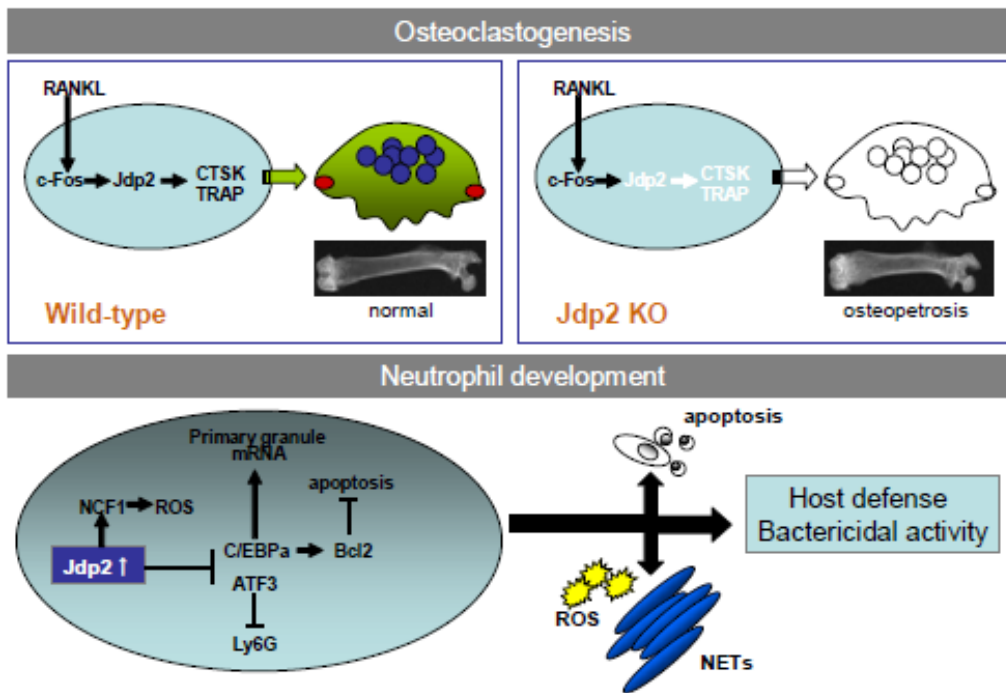 Osteoclastogenesis
RANKL
c-Fos
Jdp2
CTSK
TRAP
normal
Wild-type
RANKL
c-Fos
Jdp2
CTSK
TRAP
osteopetrosis
Jdp2 KO
Neutrophil development
Primary granule
mRNA
apoptosis
NCF1
ROS
C/EBPa
Bcl2
Jdp2↑
ATF3
Ly6G
apoptosis
Host defense
Bactericidal activity
ROS
NETs